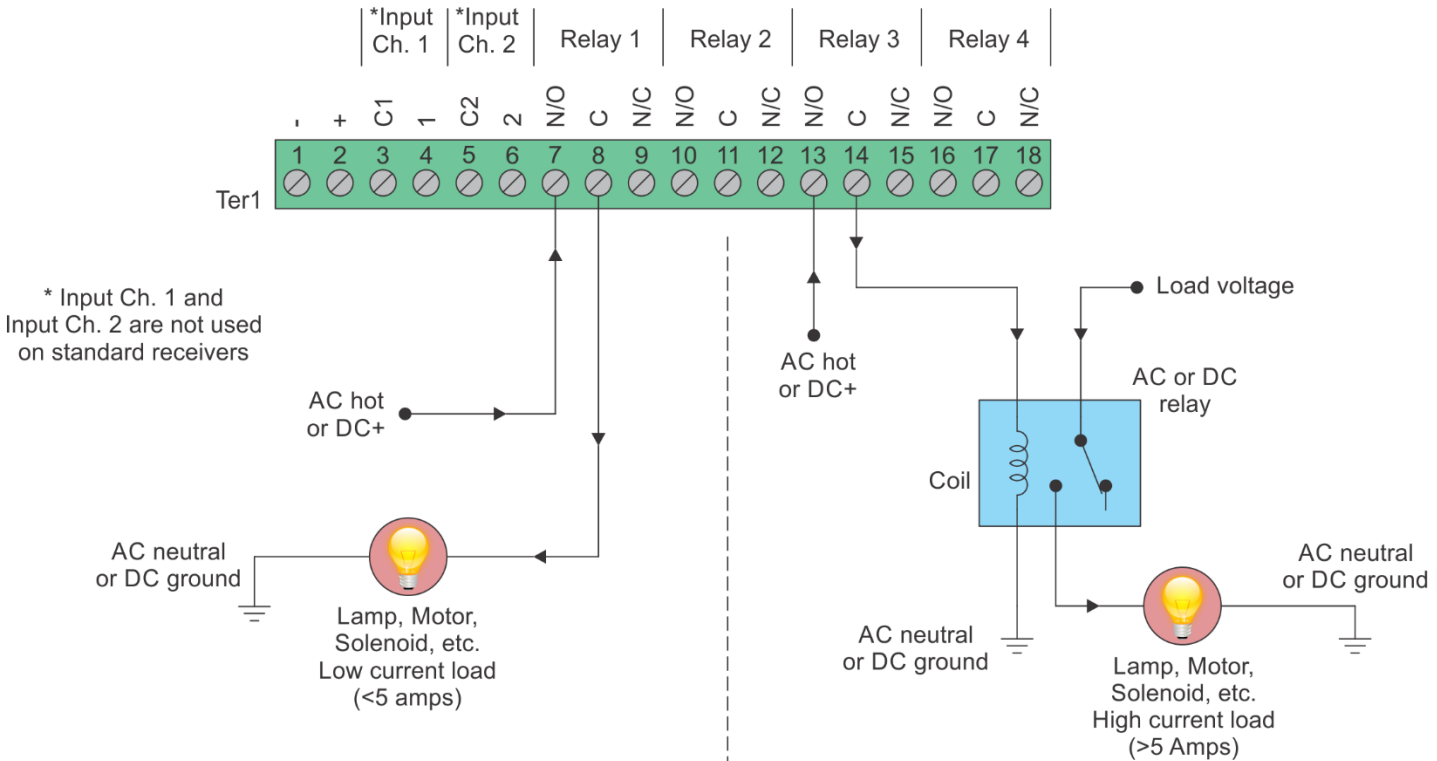 *Input
Ch. 1
*Input
Ch. 2
Relay 1
Relay 2
Relay 3
Relay 4
-
+
C1
1
C2
2
N/O
C
N/C
N/O
C
N/C
N/O
C
N/C
N/O
C
N/C
1 2 3 4 5 6 7 8 9 10 11 12 13 14 15 16 17 18
Ter1
* Input Ch. 1 and
Input Ch. 2 are not used
on standard receivers
AC hot
or DC+
AC neutral
or DC ground
Lamp, Motor,
Solenoid, etc.
Low current load
(<5 amps)
AC hot
or DC+
Load voltage
AC or DC
relay
Coil
AC neutral
or DC ground
AC neutral
or DC ground
Lamp, Motor,
Solenoid, etc.
High current load
(>5 Amps)